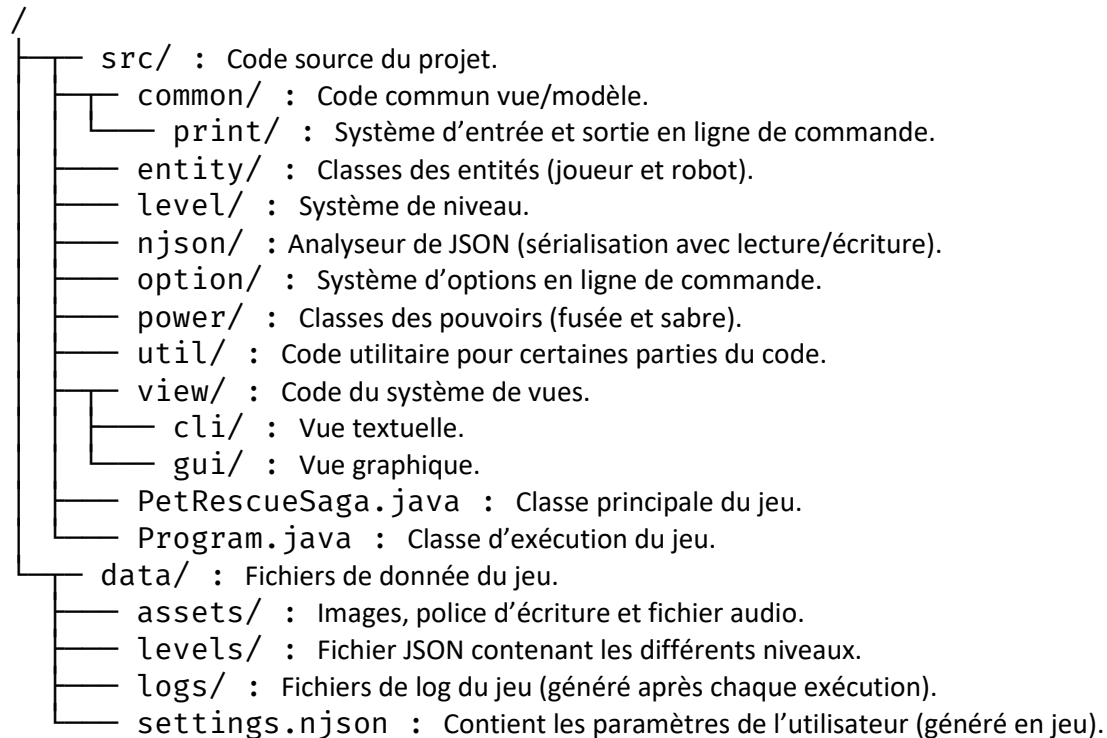 /
src/ : Code source du projet.
common/ : Code commun vue/modèle.
print/ : Système d’entrée et sortie en ligne de commande.
entity/ : Classes des entités (joueur et robot).
level/ : Système de niveau.
njson/ : Analyseur de JSON (sérialisation avec lecture/écriture).
option/ : Système d’options en ligne de commande.
power/ : Classes des pouvoirs (fusée et sabre).
util/ : Code utilitaire pour certaines parties du code.
view/ : Code du système de vues.
cli/ : Vue textuelle.
gui/ : Vue graphique.
PetRescueSaga.java : Classe principale du jeu.
Program.java : Classe d’exécution du jeu.
data/ : Fichiers de donnée du jeu.
assets/ : Images, police d’écriture et fichier audio.
levels/ : Fichier JSON contenant les différents niveaux.
logs/ : Fichiers de log du jeu (généré après chaque exécution).
settings.njson : Contient les paramètres de l’utilisateur (généré en jeu).